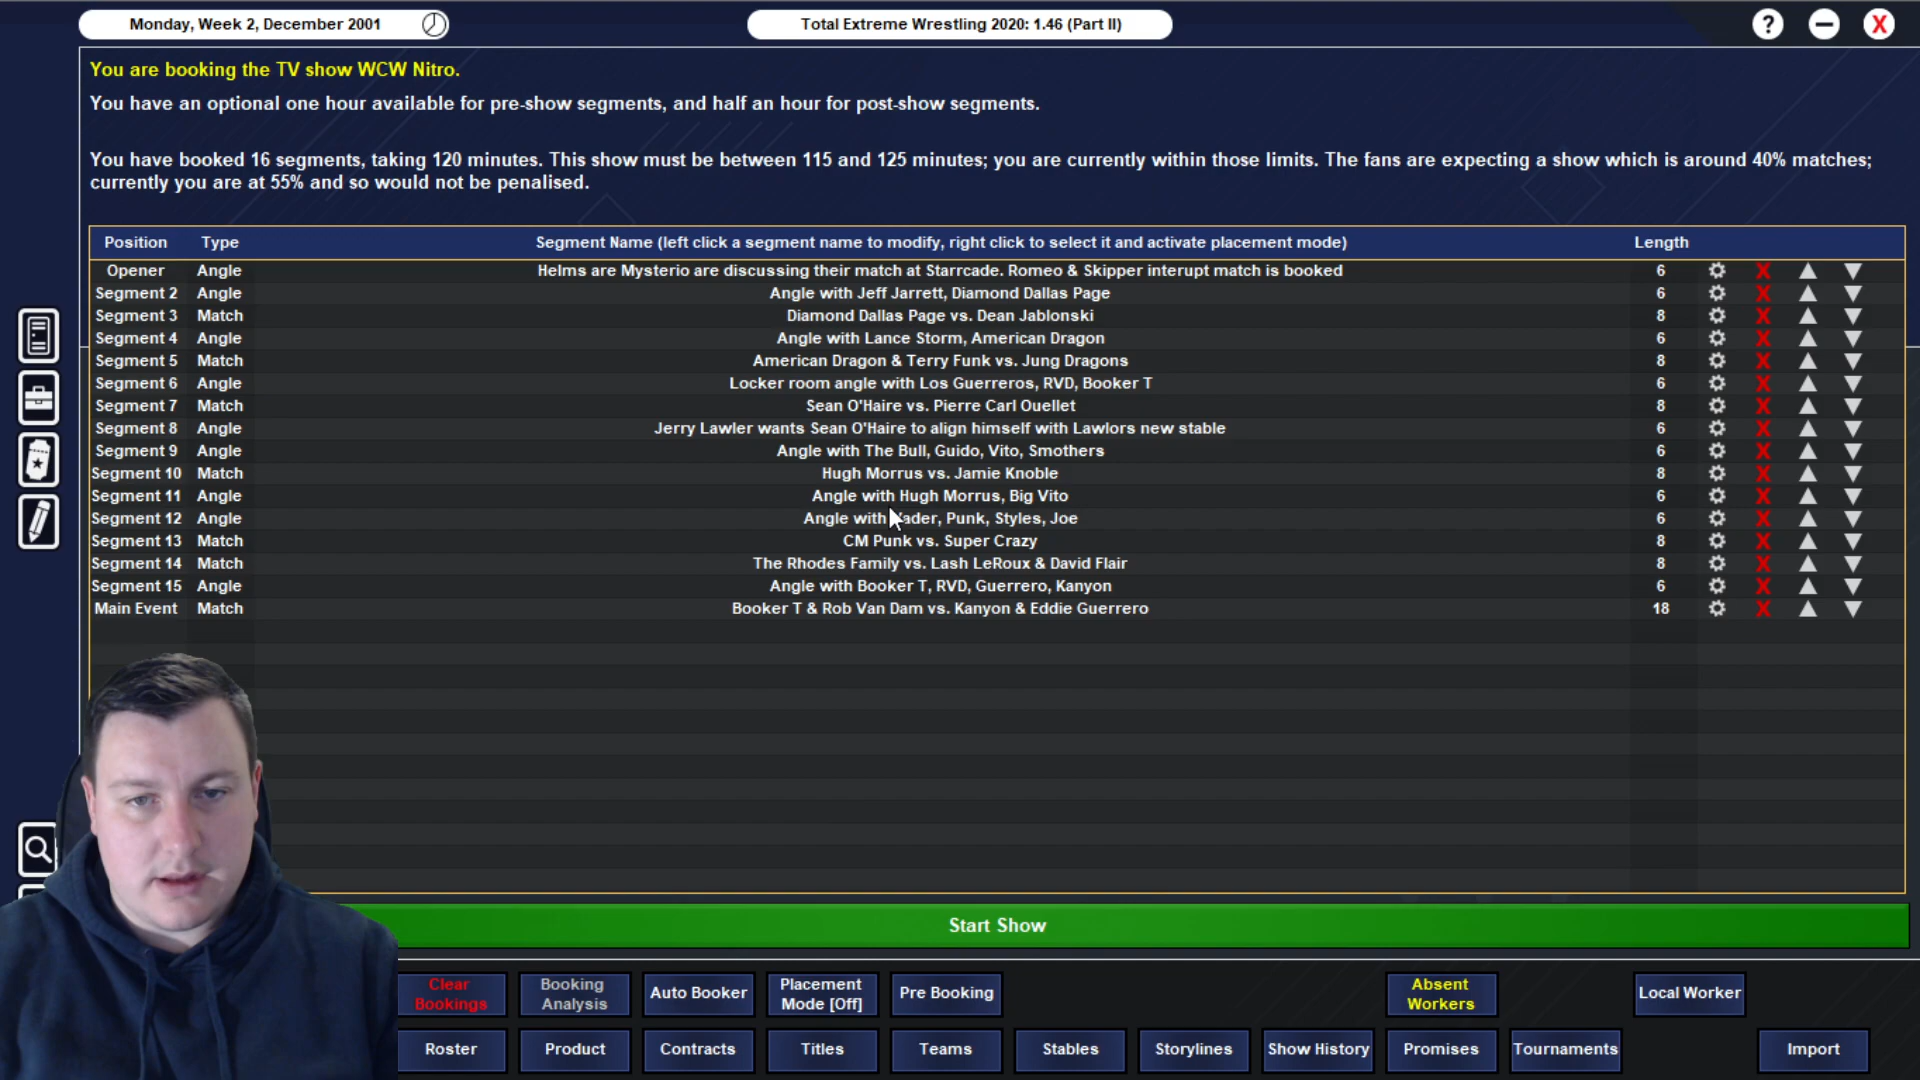 Monday, Week 2, December 2001
Total Extreme Wrestling 2020: 1.46 (Part II)
?
X
You are booking the TV show WCW Nitro.
You have an optional one hour available for pre-show segments, and half an hour for post-show segments.
You have booked 16 segments, taking 120 minutes. This show must be between 115 and 125 minutes; you are currently within those limits. The fans are expecting a show which is around 40% matches;
currently you are at 55% and so would not be penalised.
Position Type Segment Name (left click a segment name to modify, right click to select it and activate placement mode) Length
Opener Angle Helms are Mysterio are discussing their match at Starrcade. Romeo & Skipper interupt match is booked 6 X
Segment 2 Angle Angle with Jeff Jarrett, Diamond Dallas Page 6 X
Segment 3 Match Diamond Dallas Page vs. Dean Jablonski 8 X
Segment 4 Angle Angle with Lance Storm, American Dragon 6 X
Segment 5 Match American Dragon & Terry Funk vs. Jung Dragons 8 X
Segment 6 Angle Locker room angle with Los Guerreros, RVD, Booker T 6 X
Segment 7 Match Sean O'Haire vs. Pierre Carl Ouellet 8 X
Segment 8 Angle Jerry Lawler wants Sean O'Haire to align himself with Lawlors new stable 6 X
Segment 9 Angle Angle with The Bull, Guido, Vito, Smothers 6 X
Segment 10 Match Hugh Morrus vs. Jamie Knoble 8 X
Segment 11 Angle Angle with Hugh Morrus, Big Vito 6 X
Segment 12 Angle Angle with Vader, Punk, Styles, Joe 6 X
Segment 13 Match CM Punk vs. Super Crazy 8 X
Segment 14 Match The Rhodes Family vs. Lash LeRoux & David Flair 8 X
Segment 15 Angle Angle with Booker T, RVD, Guerrero, Kanyon 6 X
Main Event Match Booker T & Rob Van Dam vs. Kanyon & Eddie Guerrero 18 X
Start Show
Clear Bookings
Booking Analysis
Auto Booker
Placement Mode [Off]
Pre Booking
Absent Workers
Local Worker
Roster
Product
Contracts
Titles
Teams
Stables
Storylines
Show History
Promises
Tournaments
Import